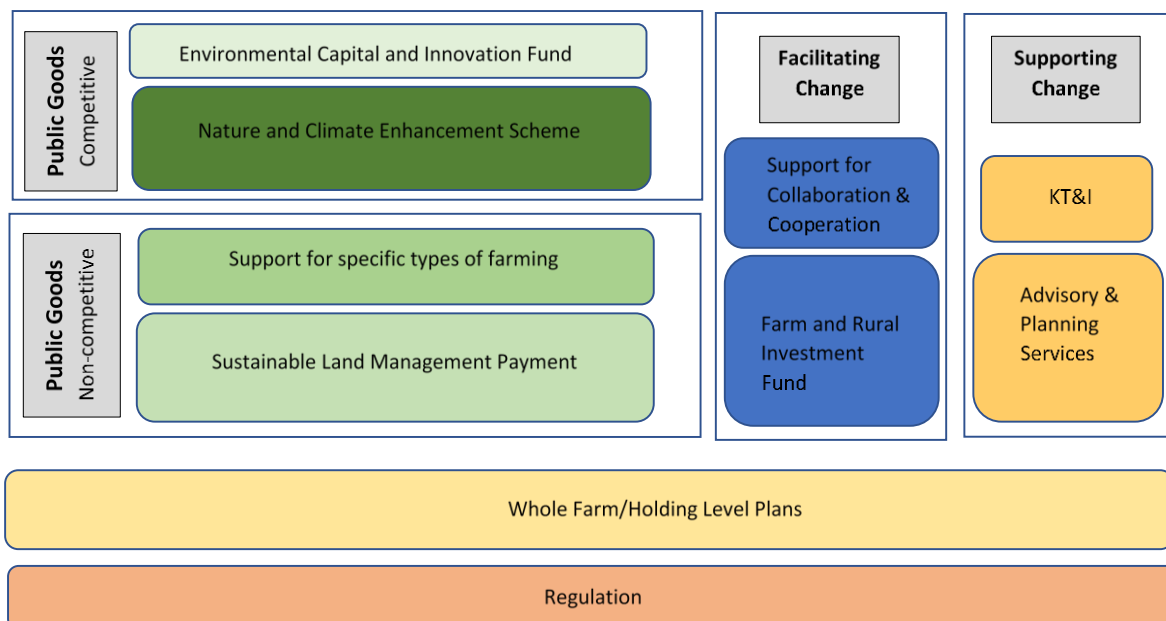 Public Goods
Competitive
Environmental Capital and Innovation Fund
Nature and Climate Enhancement Scheme
Public Goods
Non-competitive
Support for specific types of farming
Sustainable Land Management Payment
Facilitating
Change
Support for
Collaboration &
Cooperation
Farm and Rural
Investment
Fund
Supporting
Change
KT&I
Advisory &
Planning
Services
Whole Farm/Holding Level Plans
Regulation